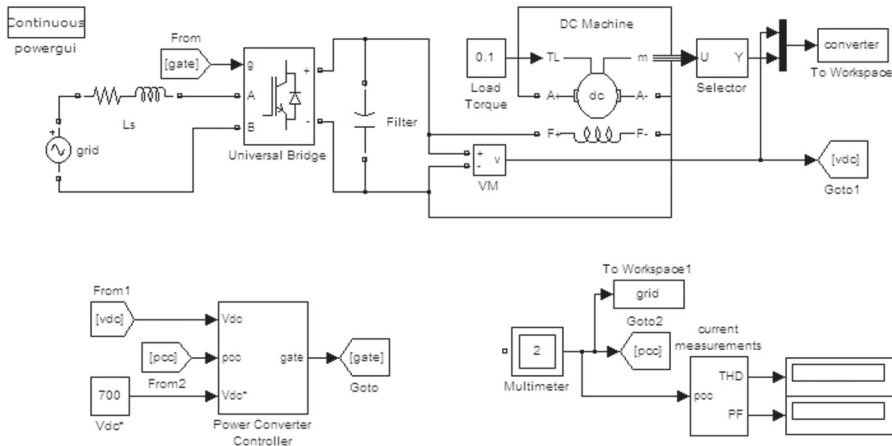 Continuous
powergui
From
[gate]
g
A
B
+
-
Universal Bridge
Ls
+
grid
Filter
DC Machine
0.1
Load
Torque
TL
m
A+
dc
A-
F+
F-
U
Y
Selector
converter
To Workspace
+
-
v
VM
[vdc]
Goto1
From1
[vdc]
[pcc]
From2
700
Vdc*
Vdc
pcc
Vdc*
gate
Power Converter
Controller
[gate]
Goto
To Workspace1
grid
Goto2
[pcc]
2
Multimeter
current
measurements
pcc
THD
PF